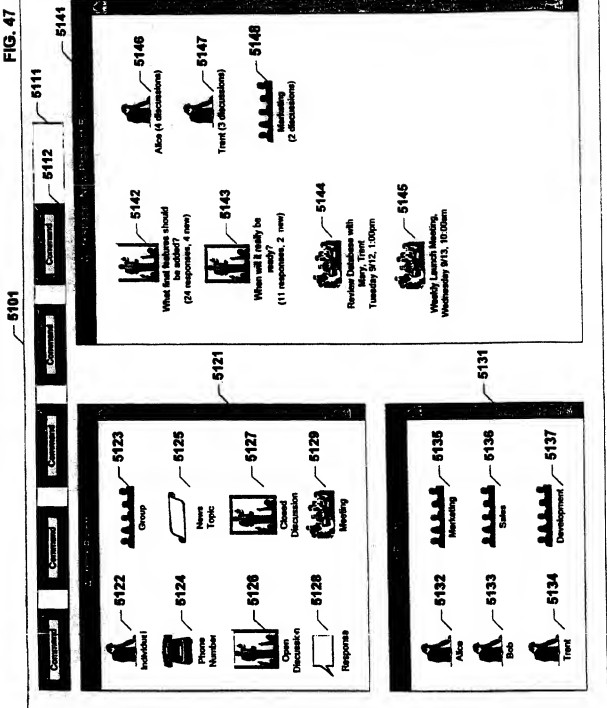 FIG. 47
5101
5111
5112
Command
Command
Command
Command
Command
5121
5122
Individual
5123
Group
5124
Phone
Number
5125
News
Topic
5126
Open
Discussion
5127
Closed
Discussion
5128
Response
5129
Meeting
5131
5132
Alice
5133
Bob
5134
Trent
5135
Marketing
5136
Sales
5137
Development
5141
5142
What final features should
be added?
(24 responses, 4 new)
5143
When will it really be
ready?
(11 responses, 2 new)
5144
Review Database with
Mary, Trent
Tuesday 9/12, 1:00pm
5145
Weekly Launch Meeting,
Wednesday 9/13, 10:00am
5146
Alice (4 discussions)
5147
Trent (3 discussions)
5148
Marketing
(2 discussions)